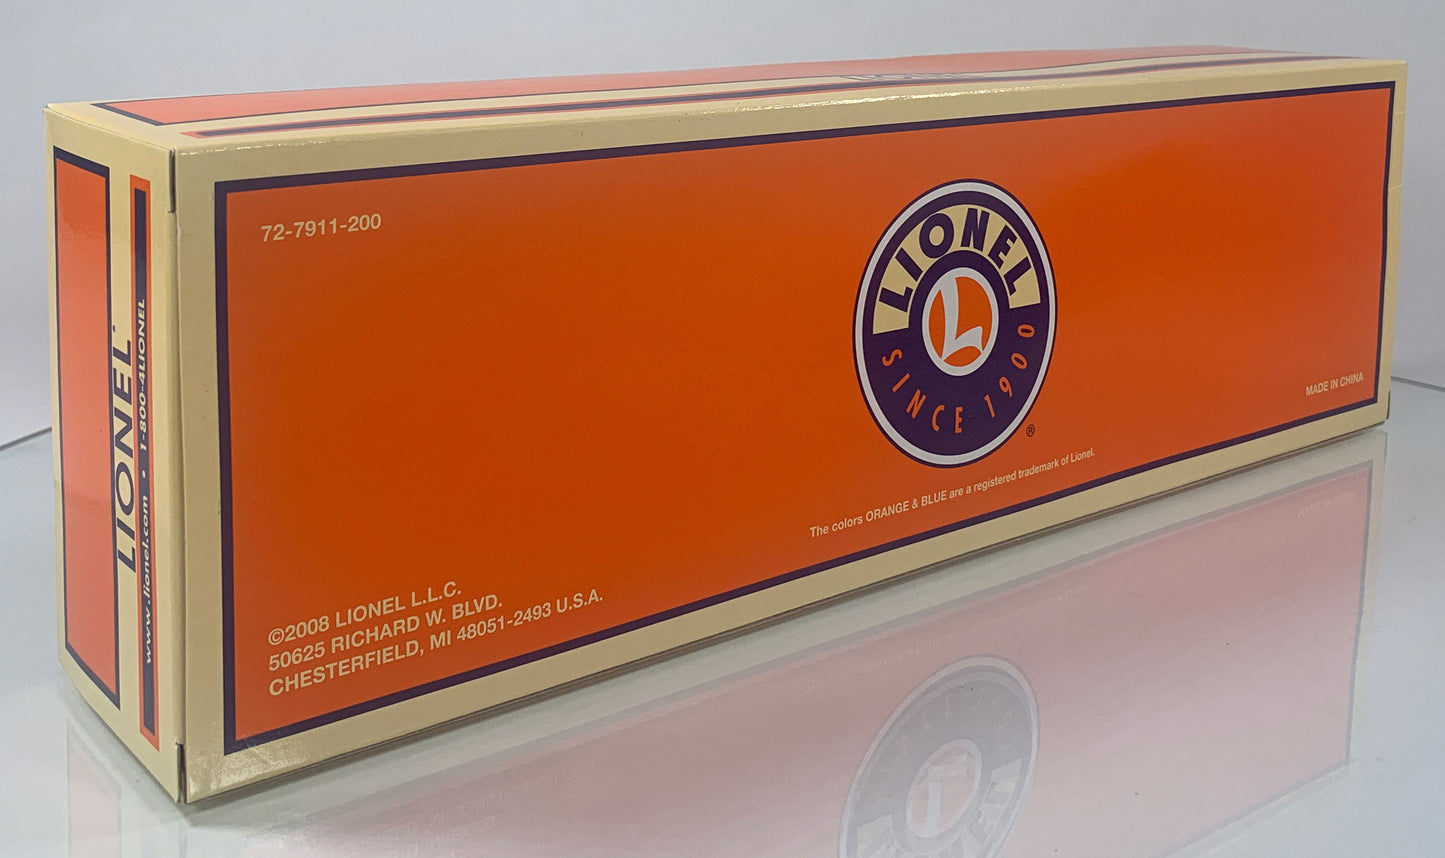 LIONEL
72-7911-200
LIONEL
L
SINCE 1900
®
MADE IN CHINA
The colors ORANGE & BLUE are a registered trademark of Lionel.
©2008 LIONEL L.L.C.
50625 RICHARD W. BLVD.
CHESTERFIELD, MI 48051-2493 U.S.A.
LIONEL®
www.lionel.com • 1-800-4LIONEL